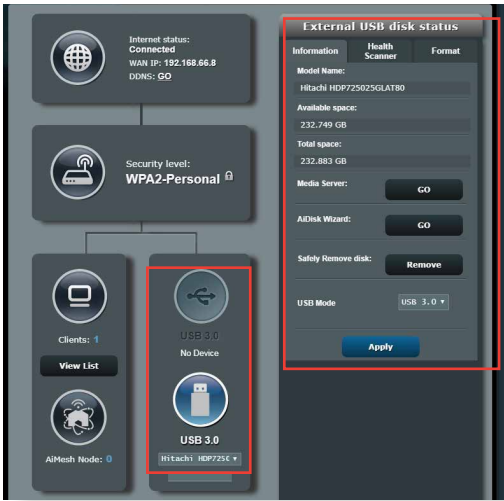 Internet status:
Connected
WAN IP: 192.168.66.8
DDNS: GO
Security level:
WPA2-Personal
Clients: 1
View List
AiMesh Node: 0
USB 3.0
No Device
USB 3.0
Hitachi HDP725(
External USB disk status
Information
Health Scanner
Format
Model Name:
Hitachi HDP725025GLAT80
Available space:
232.749 GB
Total space:
232.883 GB
Media Server:
GO
AiDisk Wizard:
GO
Safely Remove disk:
Remove
USB Mode
USB 3.0
Apply